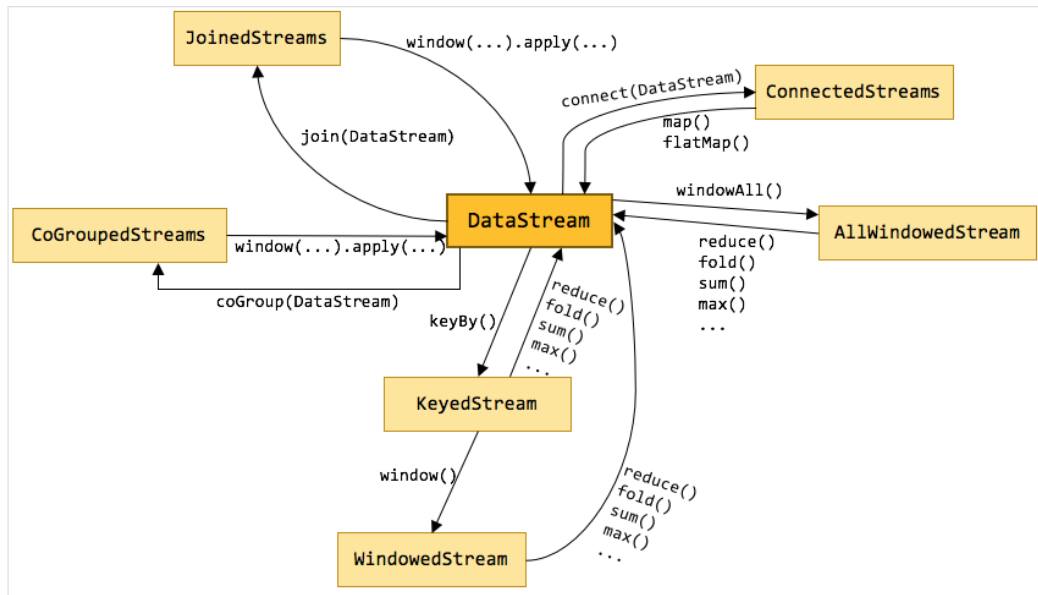 JoinedStreams
window(...).apply(...)
connect(DataStream)
ConnectedStreams
map()
flatMap()
join(DataStream)
windowAll()
DataStream
CoGroupedStreams
window(...).apply(...)
AllWindowedStream
reduce()
fold()
sum()
max()
...
coGroup(DataStream)
keyBy()
reduce()
fold()
sum()
max()
...
KeyedStream
window()
reduce()
fold()
sum()
max()
...
WindowedStream